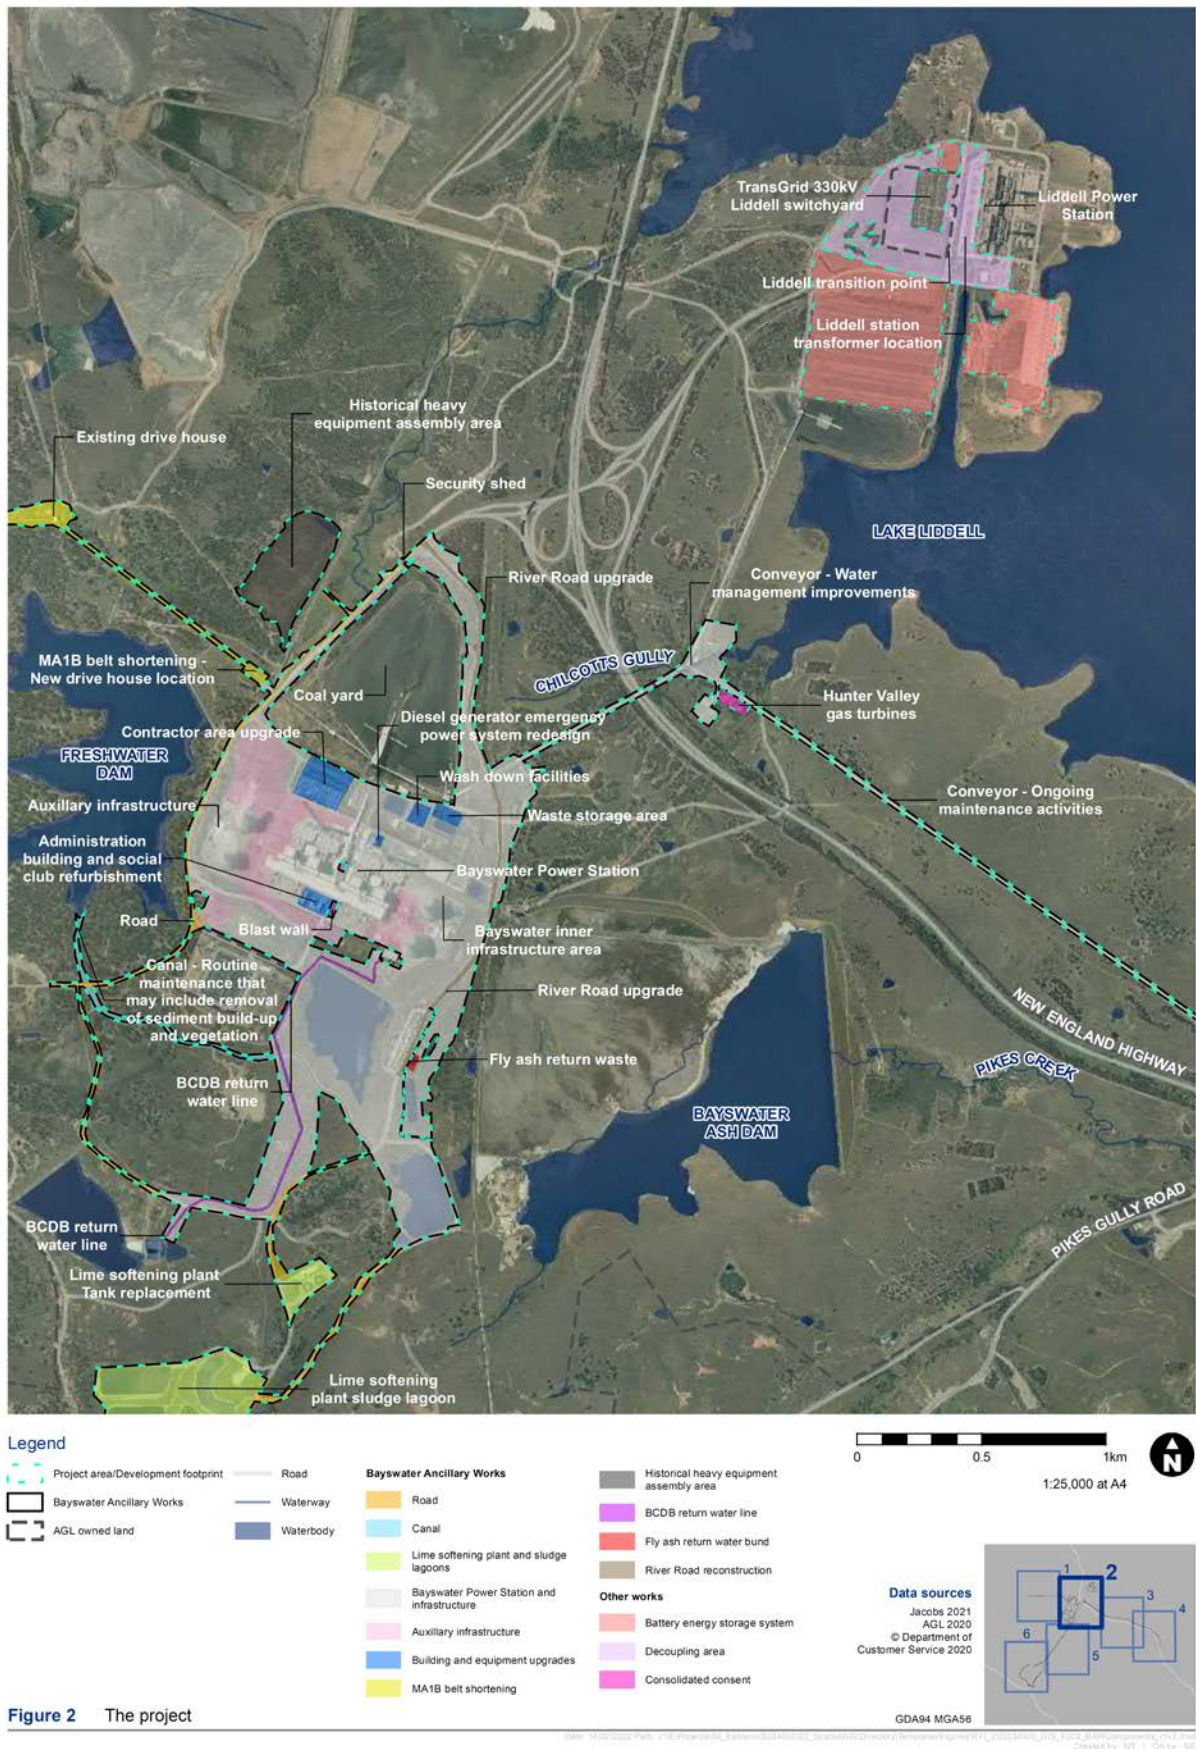 TransGrid 330kV
Liddell switchyard
Liddell Power
Station
Liddell transition point
Liddell station
transformer location
Historical heavy
equipment assembly area
Existing drive house
Security shed
LAKE LIDDELL
River Road upgrade
Conveyor - Water
management improvements
CHILCOTTS GULLY
MA1B belt shortening -
New drive house location
Coal yard
Hunter Valley
gas turbines
Diesel generator emergency
power system redesign
Contractor area upgrade
FRESHWATER
DAM
Wash down facilities
Conveyor - Ongoing
maintenance activities
Auxillary infrastructure
Waste storage area
Administration
building and social
club refurbishment
Bayswater Power Station
Road
Blast wall
Bayswater inner
infrastructure area
Canal - Routine
maintenance that
may include removal
of sediment build-up
and vegetation
River Road upgrade
NEW ENGLAND HIGHWAY
Fly ash return waste
PIKES CREEK
BCDB return
water line
BAYSWATER
ASH DAM
PIKES GULLY ROAD
BCDB return
water line
Lime softening plant
Tank replacement
Lime softening
plant sludge lagoon
Legend
Project area/Development footprint
Bayswater Ancillary Works
AGL owned land
Road
Waterway
Waterbody
Bayswater Ancillary Works
Road
Canal
Lime softening plant and sludge
lagoons
Bayswater Power Station and
infrastructure
Auxillary infrastructure
Building and equipment upgrades
MA1B belt shortening
Historical heavy equipment
assembly area
BCDB return water line
Fly ash return water bund
River Road reconstruction
Other works
Battery energy storage system
Decoupling area
Consolidated consent
0 0.5 1km
N
1:25,000 at A4
Data sources
Jacobs 2021
AGL 2020
© Department of
Customer Service 2020
1
2
3
4
5
6
GDA94 MGA56
Figure 2 The project